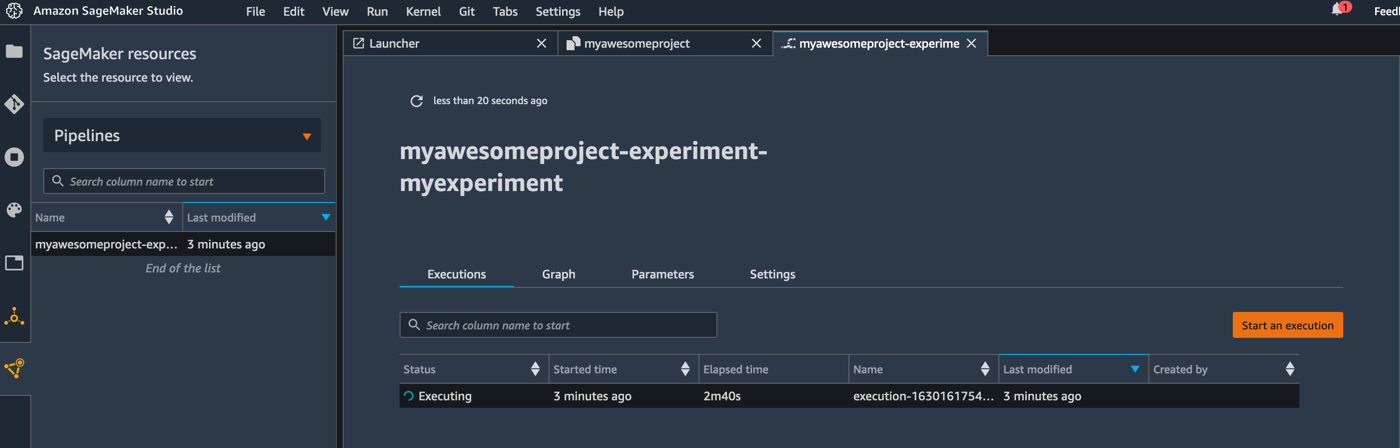 Amazon SageMaker Studio File Edit View Run Kernel Git Tabs Settings Help 1 Feed
SageMaker resources
Select the resource to view.
Pipelines
Search column name to start
Name Last modified
myawesomeproject-exp... 3 minutes ago
End of the list
Launcher myawesomeproject myawesomeproject-experime
less than 20 seconds ago
myawesomeproject-experiment-
myexperiment
Executions Graph Parameters Settings
Search column name to start
Start an execution
Status Started time Elapsed time Name Last modified Created by
Executing 3 minutes ago 2m40s execution-1630161754... 3 minutes ago